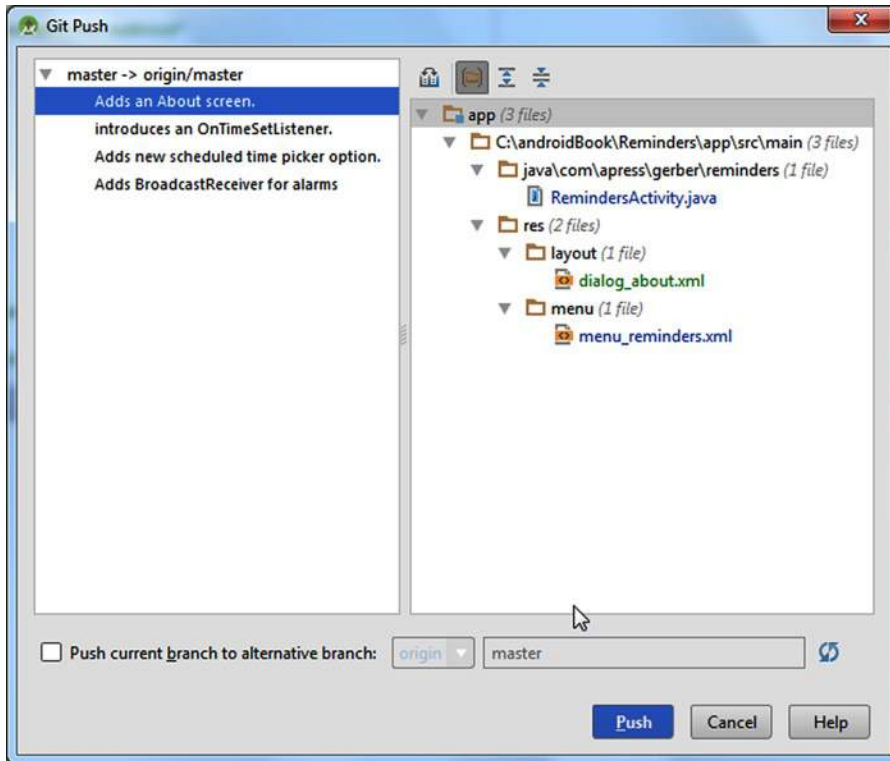 Git Push
master -> origin/master
Adds an About screen.
introduces an OnTimeSetListener.
Adds new scheduled time picker option.
Adds BroadcastReceiver for alarms
app (3 files)
C:\androidBook\Reminders\app\src\main (3 files)
java\com\apress\gerber\reminders (1 file)
RemindersActivity.java
res (2 files)
layout (1 file)
dialog_about.xml
menu (1 file)
menu_reminders.xml
Push current branch to alternative branch: origin master
Push Cancel Help